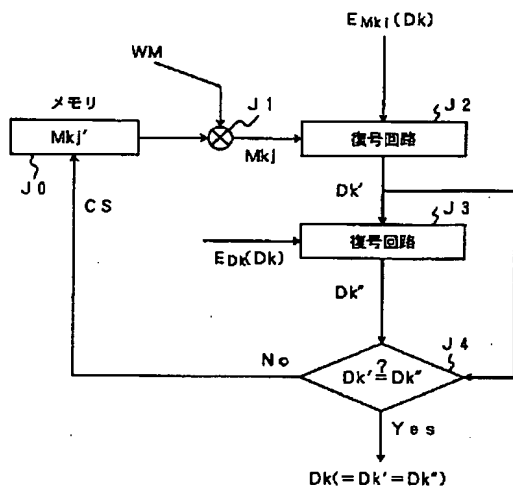 E Mki (Dk)
WM
メモリ
J1
J2
Mkj'
Mkj
復号回路
J0
Dk'
J3
CS
復号回路
EDK(Dk)
Dk"
J4
No
Dk' ?= Dk"
Yes
Dk(=Dk'=Dk")